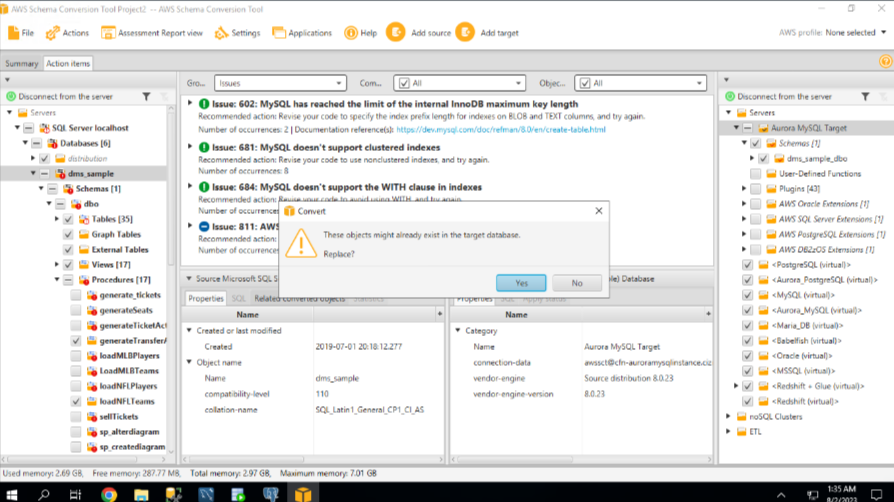 AWS Schema Conversion Tool Project2 -- AWS Schema Conversion Tool
File
Actions
Assessment Report view
Settings
Applications
Help
Add source
Add target
AWS profile: None selected
Summary
Action items
Disconnect from the server
Servers
SQL Server localhost
Databases [6]
distribution
dms_sample
Schemas [1]
dbo
Tables [35]
Graph Tables
External Tables
Views [17]
Procedures [17]
generate_tickets
generateSeats
generateTicketAct
generateTransferA
loadMLBPlayers
LoadMLBTeams
loadNFLPlayers
loadNFLTeams
sellTickets
sp_alterdiagram
sp_creatediagram
Gro...
Issues
Com...
All
Objec...
All
Issue: 602: MySQL has reached the limit of the internal InnoDB maximum key length
Recommended action: Revise your code to specify the index prefix length for indexes on BLOB and TEXT columns, and try again.
Number of occurrences: 2 | Documentation reference(s): https://dev.mysql.com/doc/refman/8.0/en/create-table.html
Issue: 681: MySQL doesn't support clustered indexes
Recommended action: Revise your code to use nonclustered indexes, and try again.
Number of occurrences: 8
Issue: 684: MySQL doesn't support the WITH clause in indexes
Recommended action: Revise your code to avoid using WITH, and try again.
Number of occurrences
Issue: 811: AWS
Recommended action:
Number of occurrences
Convert
These objects might already exist in the target database.
Replace?
Yes
No
Source Microsoft SQL S
Properties
SQL
Related converted objects
Statistics
Name
Created or last modified
Created
2019-07-01 20:18:12.277
Object name
Name
dms_sample
compatibility-level
110
collation-name
SQL_Latin1_General_CP1_CI_AS
Database
Properties
SQL
Apply status
Name
Category
Name
Aurora MySQL Target
connection-data
awssct@cfn-auroramysqlinstance.ciz
vendor-engine
Source distribution 8.0.23
vendor-engine-version
8.0.23
Disconnect from the server
Servers
Aurora MySQL Target
Schemas [1]
dms_sample_dbo
User-Defined Functions
Plugins [43]
AWS Oracle Extensions [1]
AWS SQL Server Extensions [1]
AWS PostgreSQL Extensions [1]
AWS DB2zOS Extensions [1]
<PostgreSQL (virtual)>
<Aurora_PostgreSQL (virtual)>
<MySQL (virtual)>
<Aurora_MySQL (virtual)>
<Maria_DB (virtual)>
<Babelfish (virtual)>
<Oracle (virtual)>
<MSSQL (virtual)>
<Redshift + Glue (virtual)>
<Redshift (virtual)>
noSQL Clusters
ETL
Used memory: 2.69 GB, Free memory: 287.77 MB, Total memory: 2.97 GB, Maximum memory: 7.01 GB
1:35 AM
8/2/2023